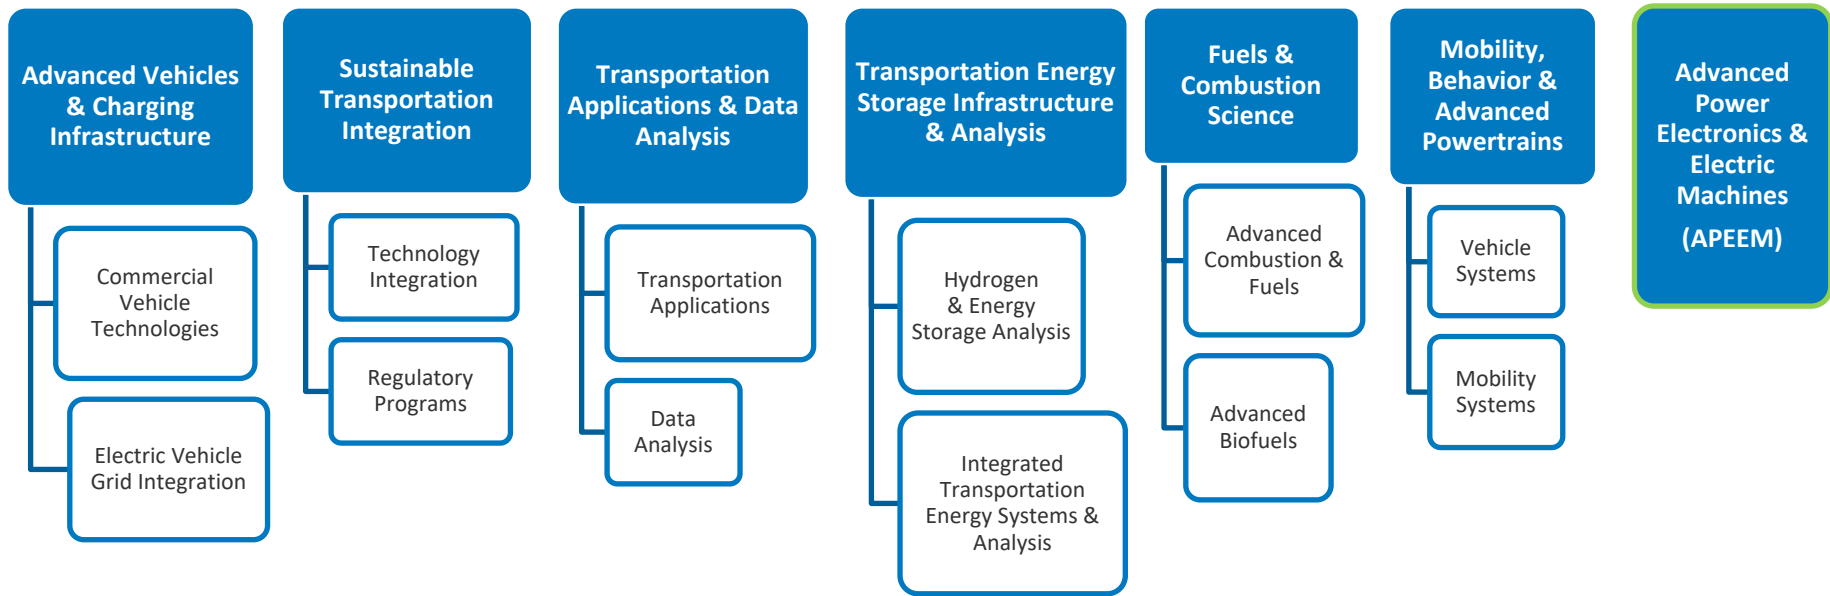 Advanced Vehicles
& Charging
Infrastructure
Commercial
Vehicle
Technologies
Electric Vehicle
Grid Integration
Sustainable
Transportation
Integration
Technology
Integration
Regulatory
Programs
Transportation
Applications & Data
Analysis
Transportation
Applications
Data
Analysis
Transportation Energy
Storage Infrastructure
& Analysis
Hydrogen
& Energy
Storage Analysis
Integrated
Transportation
Energy Systems &
Analysis
Fuels &
Combustion
Science
Advanced
Combustion &
Fuels
Advanced
Biofuels
Mobility,
Behavior &
Advanced
Powertrains
Vehicle
Systems
Mobility
Systems
Advanced
Power
Electronics &
Electric
Machines
(APEEM)